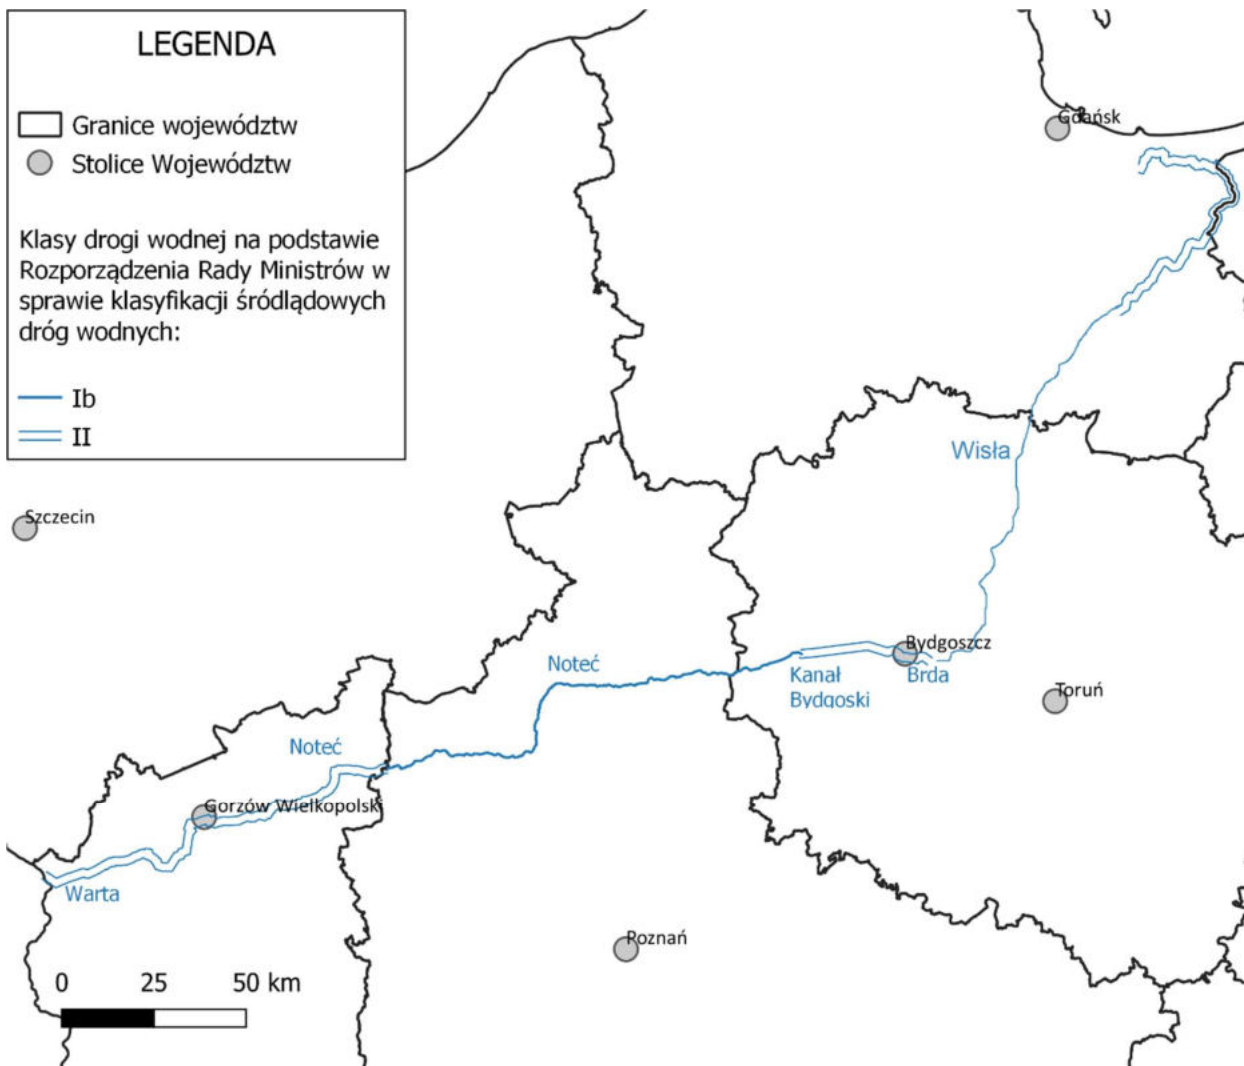 LEGENDA
Granice województw
Stolice Województw
Klasy drogi wodnej na podstawie
Rozporządzenia Rady Ministrów w
sprawie klasyfikacji śródlądowych
dróg wodnych:
Ib
II
Gdańsk
Wisła
Szczecin
Bydgoszcz
Noteć
Kanał
Bydgoski
Brda
Toruń
Noteć
Gorzów Wielkopolski
Warta
Poznań
0 25 50 km